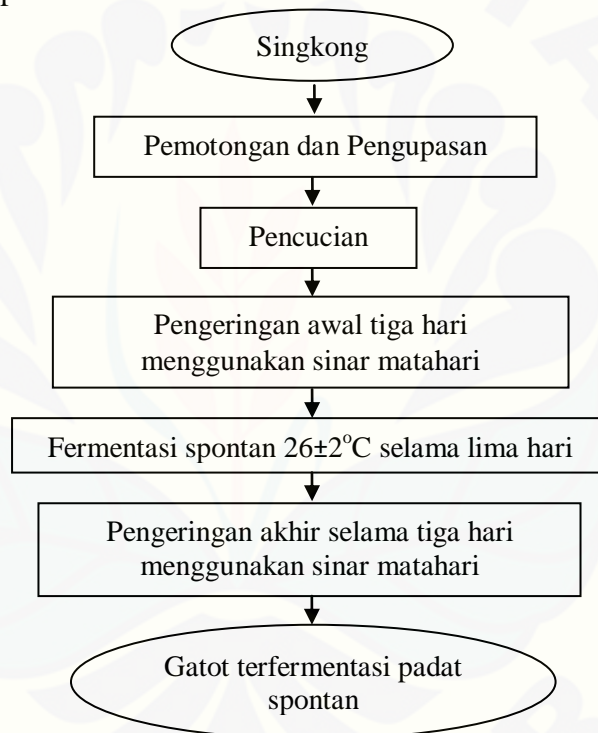 p
Singkong
Pemotongan dan Pengupasan
Pencucian
Pengeringan awal tiga hari
menggunakan sinar matahari
Fermentasi spontan 26±2°C selama lima hari
Pengeringan akhir selama tiga hari
menggunakan sinar matahari
Gatot terfermentasi padat
spontan